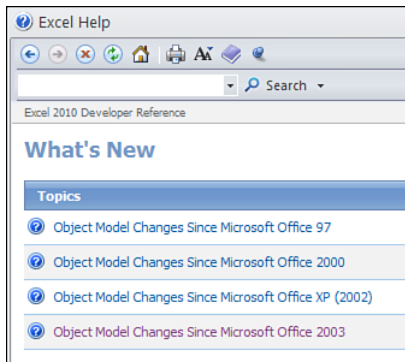 Excel Help
Search
Excel 2010 Developer Reference
What's New
Topics
Object Model Changes Since Microsoft Office 97
Object Model Changes Since Microsoft Office 2000
Object Model Changes Since Microsoft Office XP (2002)
Object Model Changes Since Microsoft Office 2003